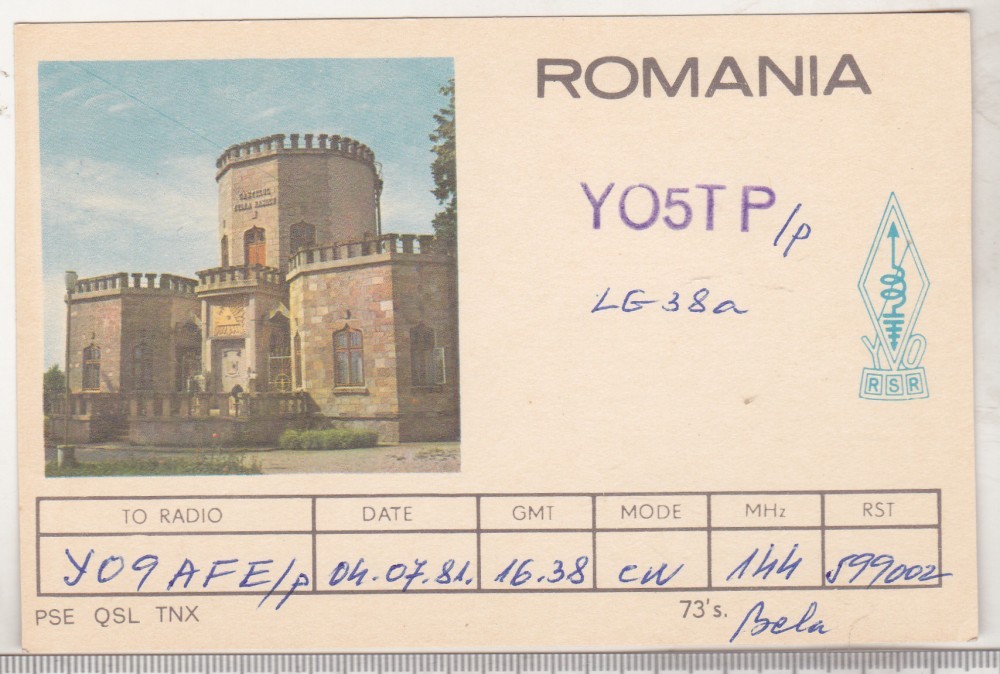 ROMANIA
YO5TP/p
LG38a
YO
RSR
TO RADIO DATE GMT MODE MHz RST
YO9AFE/p 04.07.81. 16.38 CW 144 599002
PSE QSL TNX 73's. Bela